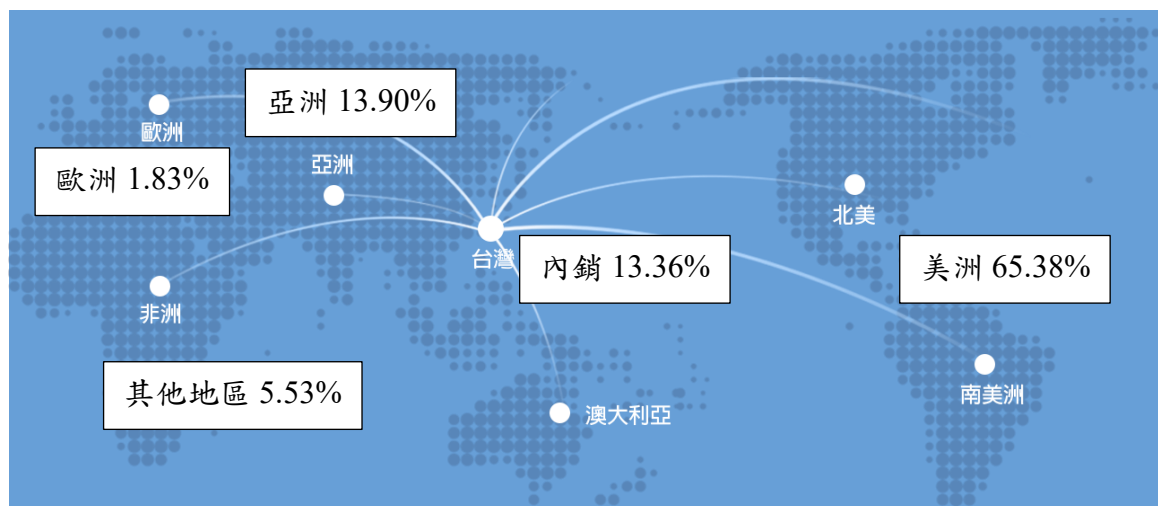 亞洲 13.90%
歐洲
歐洲 1.83%
亞洲
北美
台灣
內銷 13.36%
美洲 65.38%
非洲
其他地區 5.53%
澳大利亞
南美洲